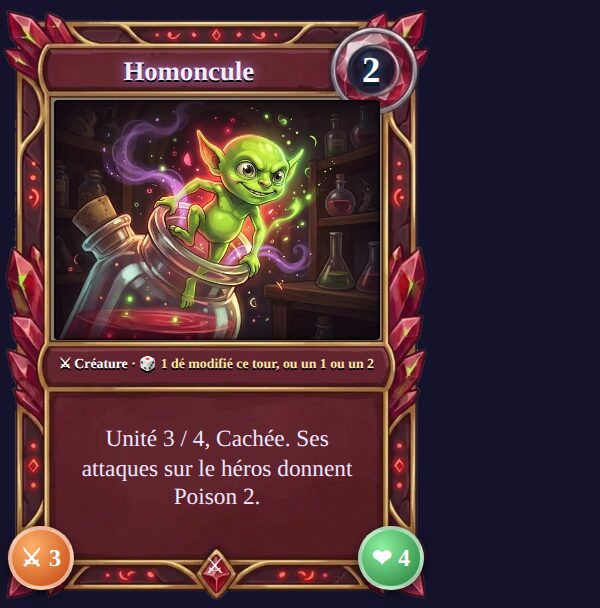 Homoncule
2
Créature · 1 dé modifié ce tour, ou un 1 ou un 2
Unité 3 / 4, Cachée. Ses
attaques sur le héros donnent
Poison 2.
3
4